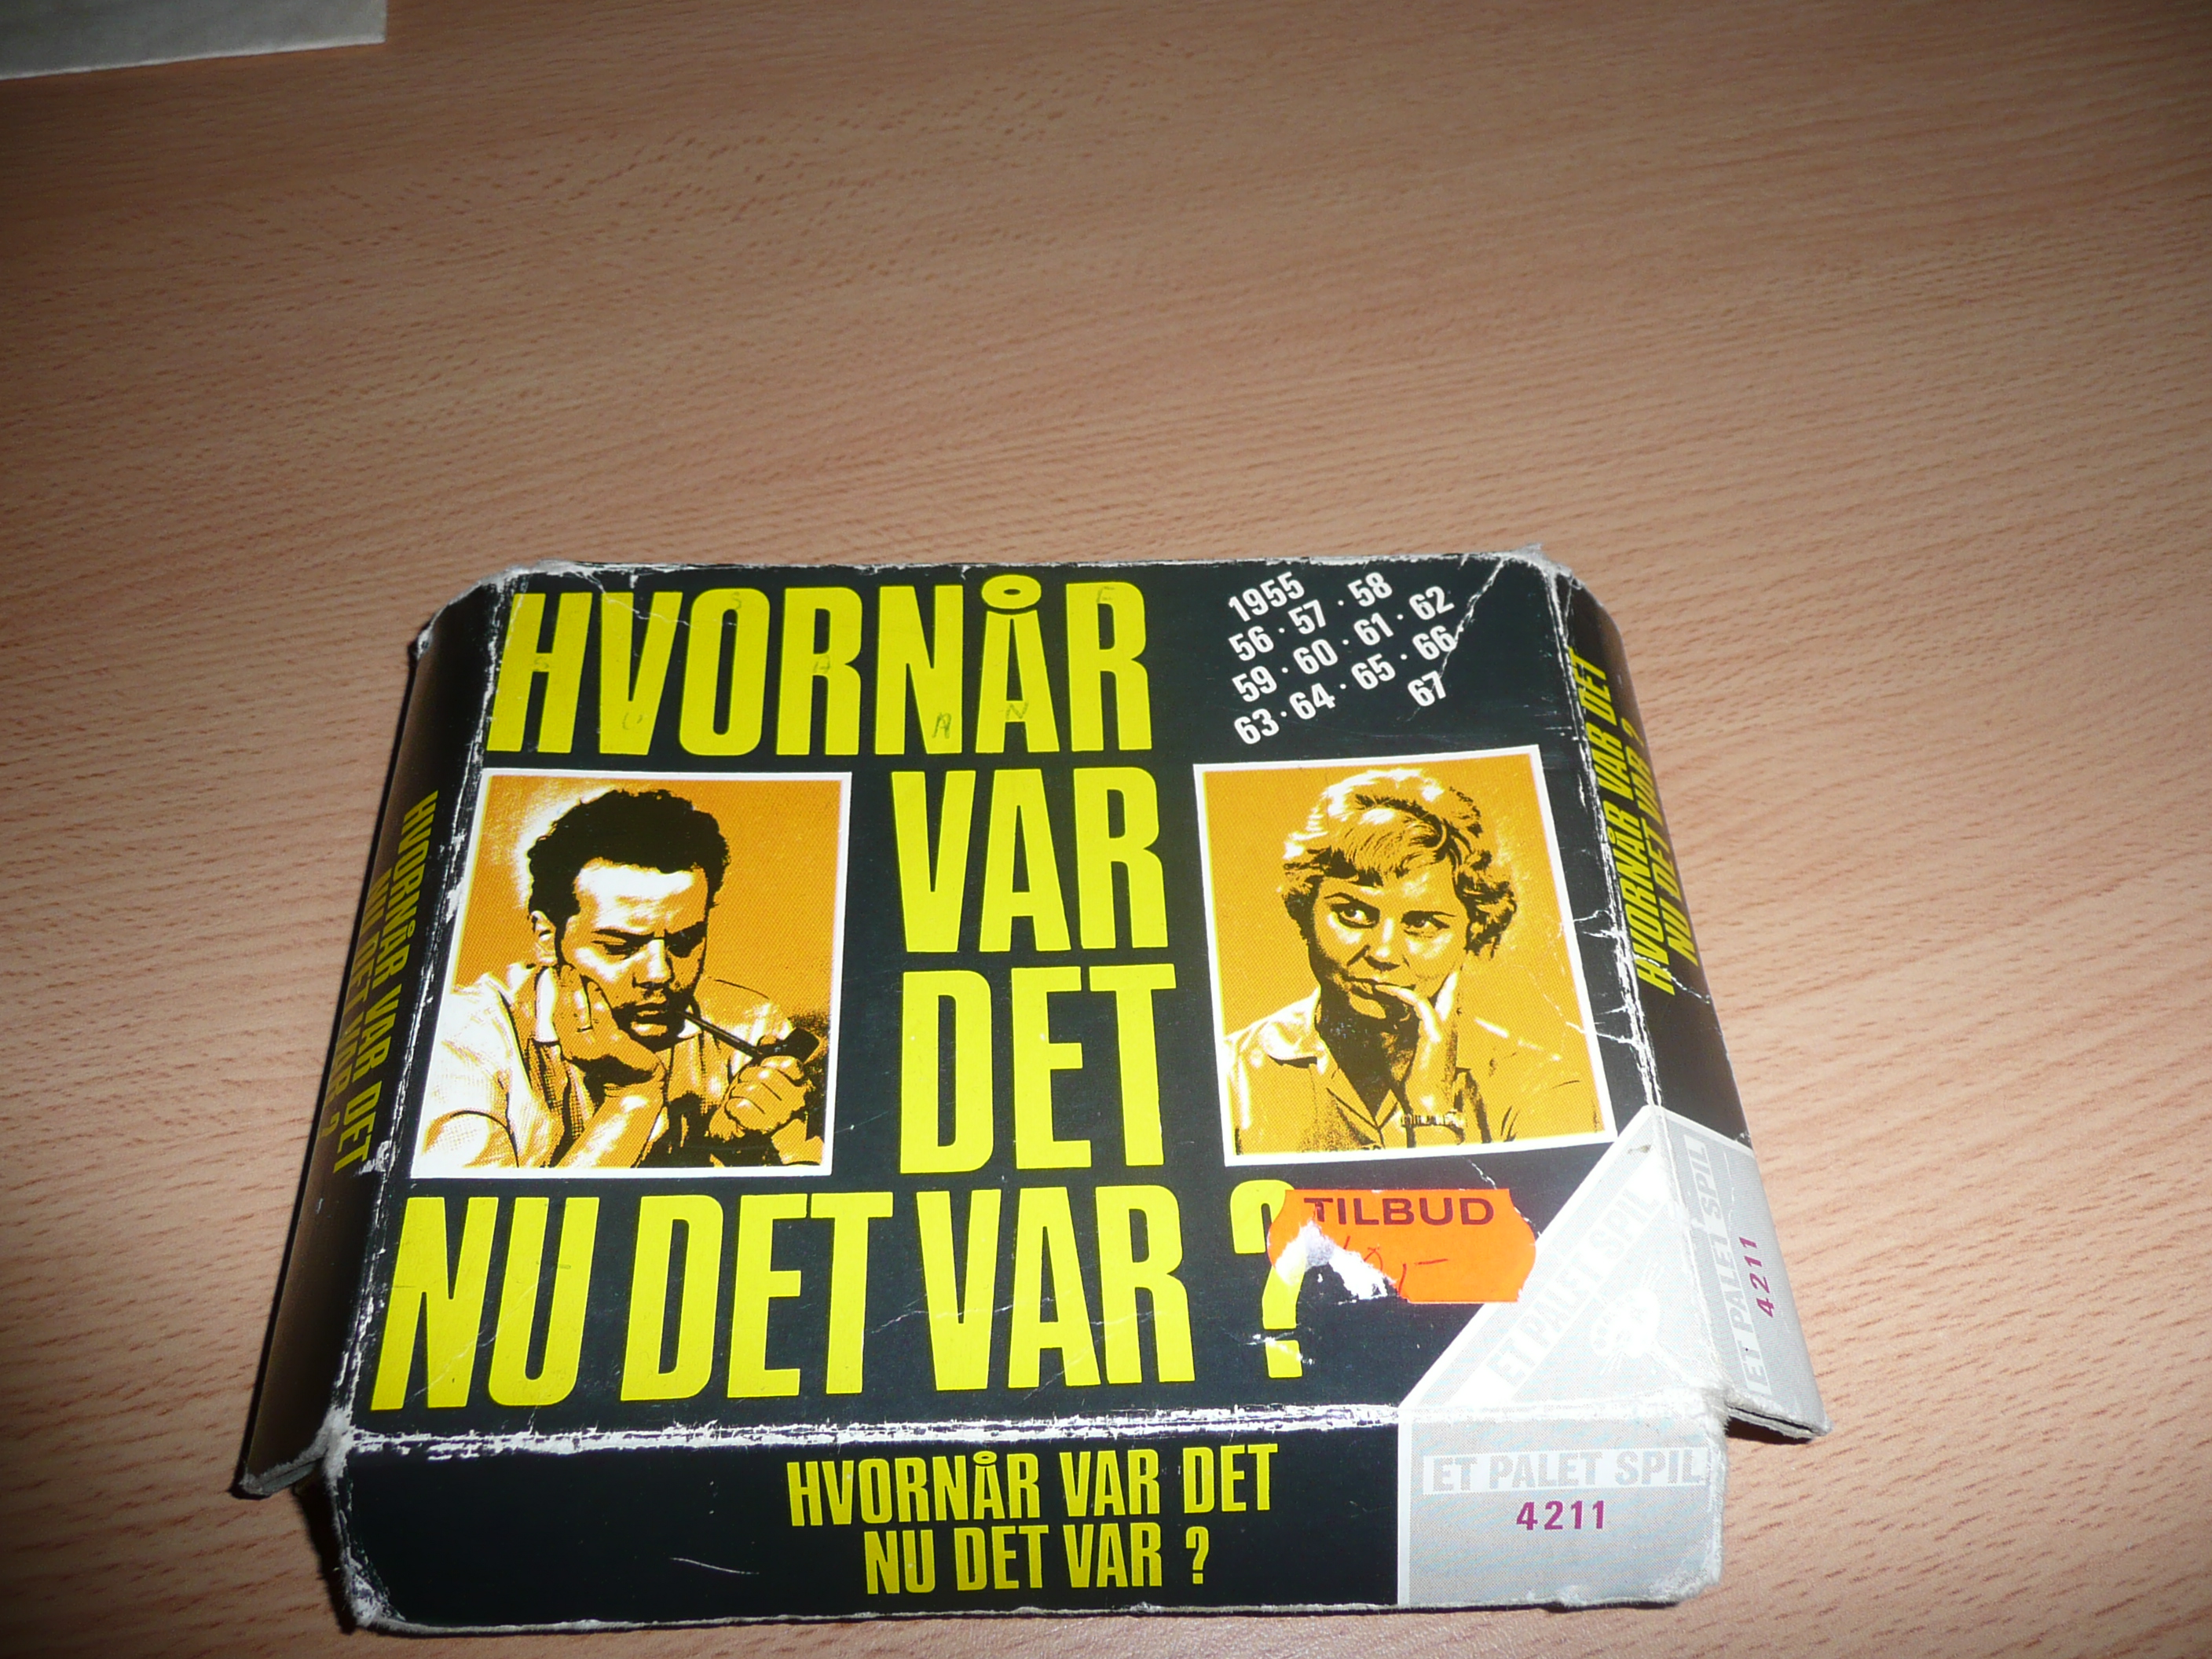 HVORNÅR
VAR
DET
NU DET VAR ?
1955
56 · 57 · 58
59 · 60 · 61 · 62
63 · 64 · 65 · 66
67
TILBUD
ET PALET SPIL
HVORNÅR VAR DET
NU DET VAR ?
ET PALET SPIL
4211
HVORNÅR VAR DET
NU DET VAR ?
HVORNÅR VAR DET
NU DET VAR ?
ET PALET SPIL
4211